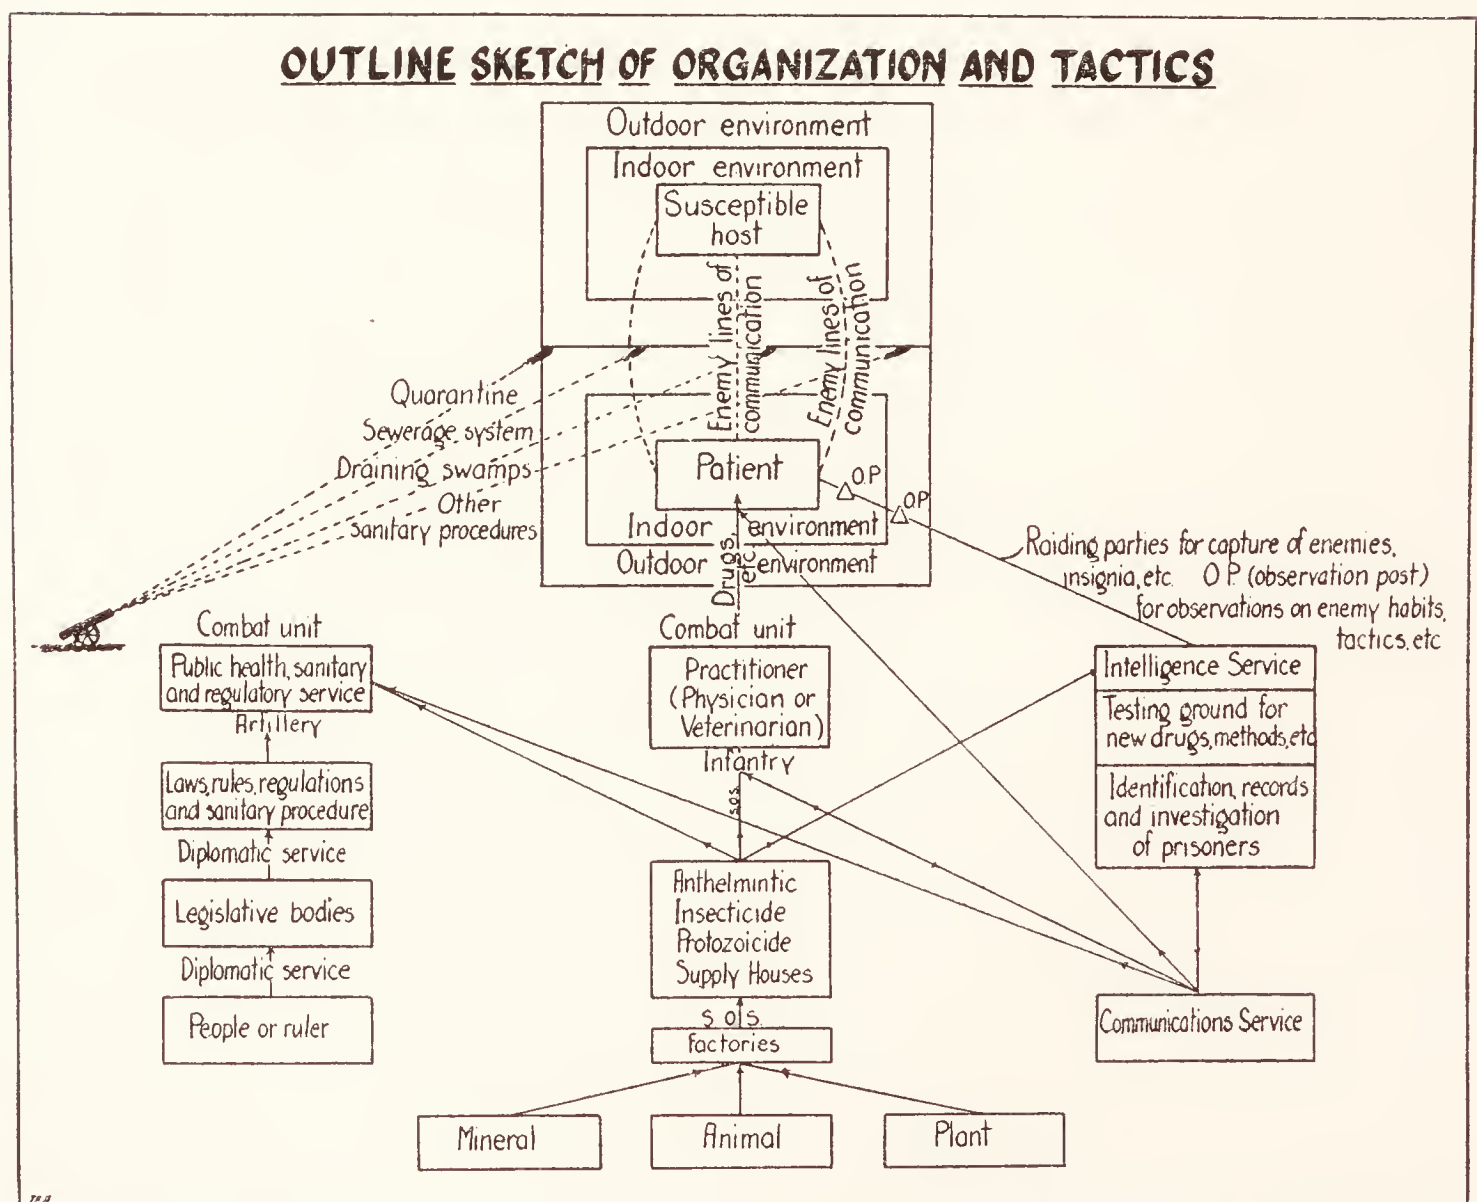 OUTLINE SKETCH OF ORGANIZATION AND TACTICS
Outdoor environment
Indoor environment
Susceptible
host
Enemy lines of
communication
Enemy lines of
communication
Quarantine
Sewerage system
Draining swamps
Other
sanitary procedures
Patient
O.P.
O.P.
Indoor environment
Outdoor environment
Drugs,
etc.
Raiding parties for capture of enemies,
insignia, etc. O.P. (observation post)
for observations on enemy habits,
tactics, etc
Combat unit
Public health, sanitary
and regulatory service
Artillery
Laws, rules, regulations
and sanitary procedure
Diplomatic service
Legislative bodies
Diplomatic service
People or ruler
Combat unit
Practitioner
(Physician or
Veterinarian)
Infantry
S.O.S.
Anthelmintic
Insecticide
Protozoicide
Supply Houses
S.O.S.
Factories
Mineral
Animal
Plant
Intelligence Service
Testing ground for
new drugs, methods, etc
Identification, records
and investigation
of prisoners
Communications Service